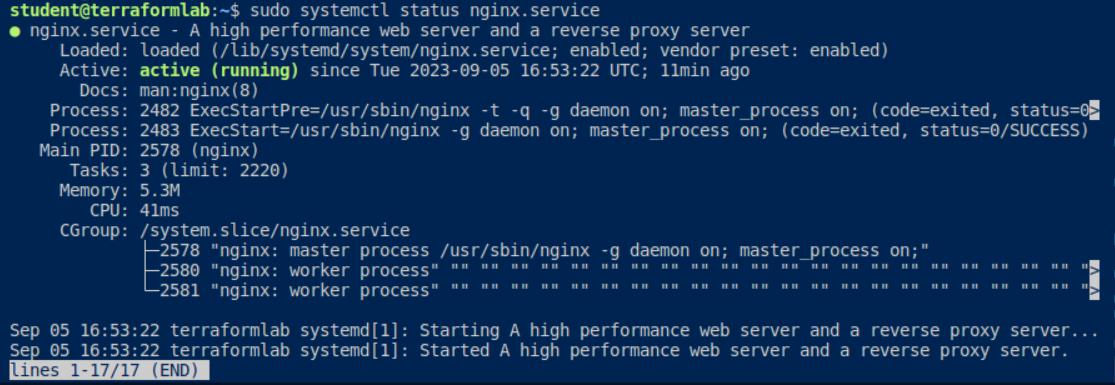 student@terraformlab:~$ sudo systemctl status nginx.service
● nginx.service - A high performance web server and a reverse proxy server
     Loaded: loaded (/lib/systemd/system/nginx.service; enabled; vendor preset: enabled)
     Active: active (running) since Tue 2023-09-05 16:53:22 UTC; 11min ago
       Docs: man:nginx(8)
    Process: 2482 ExecStartPre=/usr/sbin/nginx -t -q -g daemon on; master_process on; (code=exited, status=0>
    Process: 2483 ExecStart=/usr/sbin/nginx -g daemon on; master_process on; (code=exited, status=0/SUCCESS)
   Main PID: 2578 (nginx)
      Tasks: 3 (limit: 2220)
     Memory: 5.3M
        CPU: 41ms
     CGroup: /system.slice/nginx.service
             ├─2578 "nginx: master process /usr/sbin/nginx -g daemon on; master_process on;"
             ├─2580 "nginx: worker process" "" "" "" "" "" "" "" "" "" "" "" "" "" "" "" "" "" "" "" "" "" ">
             └─2581 "nginx: worker process" "" "" "" "" "" "" "" "" "" "" "" "" "" "" "" "" "" "" "" "" "" ">

Sep 05 16:53:22 terraformlab systemd[1]: Starting A high performance web server and a reverse proxy server...
Sep 05 16:53:22 terraformlab systemd[1]: Started A high performance web server and a reverse proxy server.
lines 1-17/17 (END)